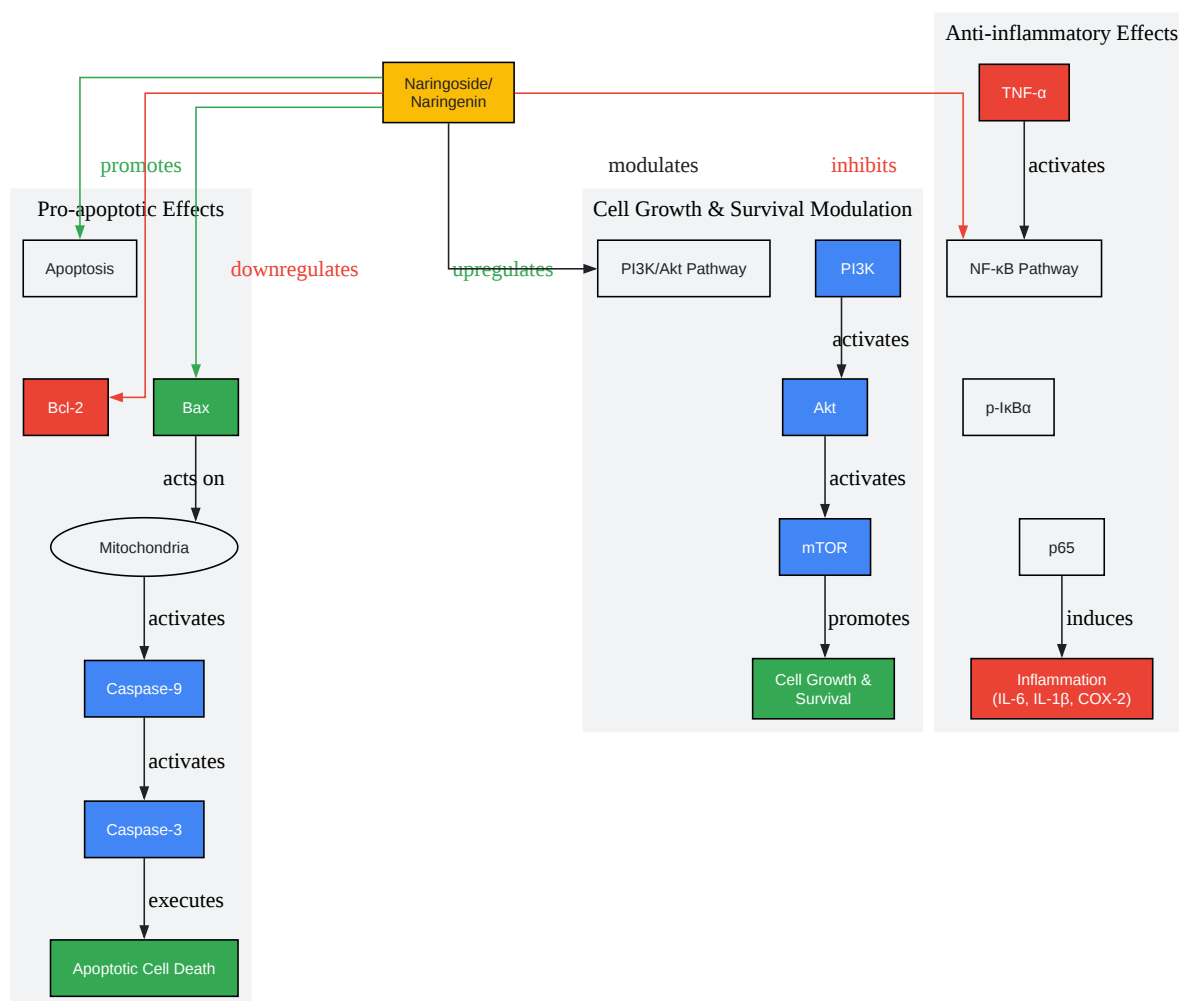 Anti-inflammatory Effects
Naringoside/
Naringenin
TNF-α
promotes
modulates
inhibits
activates
Pro-apoptotic Effects
Cell Growth & Survival Modulation
Apoptosis
downregulates
upregulates
PI3K/Akt Pathway
PI3K
NF-κB Pathway
activates
Bcl-2
Bax
Akt
p-IκBα
acts on
activates
Mitochondria
mTOR
p65
activates
promotes
induces
Caspase-9
Cell Growth &
Survival
Inflammation
(IL-6, IL-1β, COX-2)
activates
Caspase-3
executes
Apoptotic Cell Death